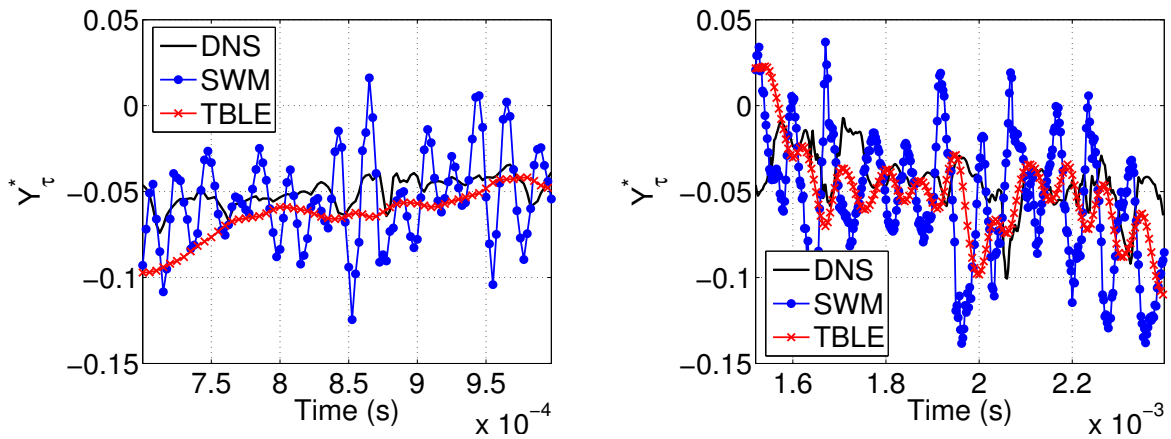 0.05
0
−0.05
−0.1
−0.15
Y*τ
DNS
SWM
TBLE
7.5 8 8.5 9 9.5
Time (s)
x 10−4
0.05
0
−0.05
−0.1
−0.15
Y*τ
DNS
SWM
TBLE
1.6 1.8 2 2.2
Time (s)
x 10−3